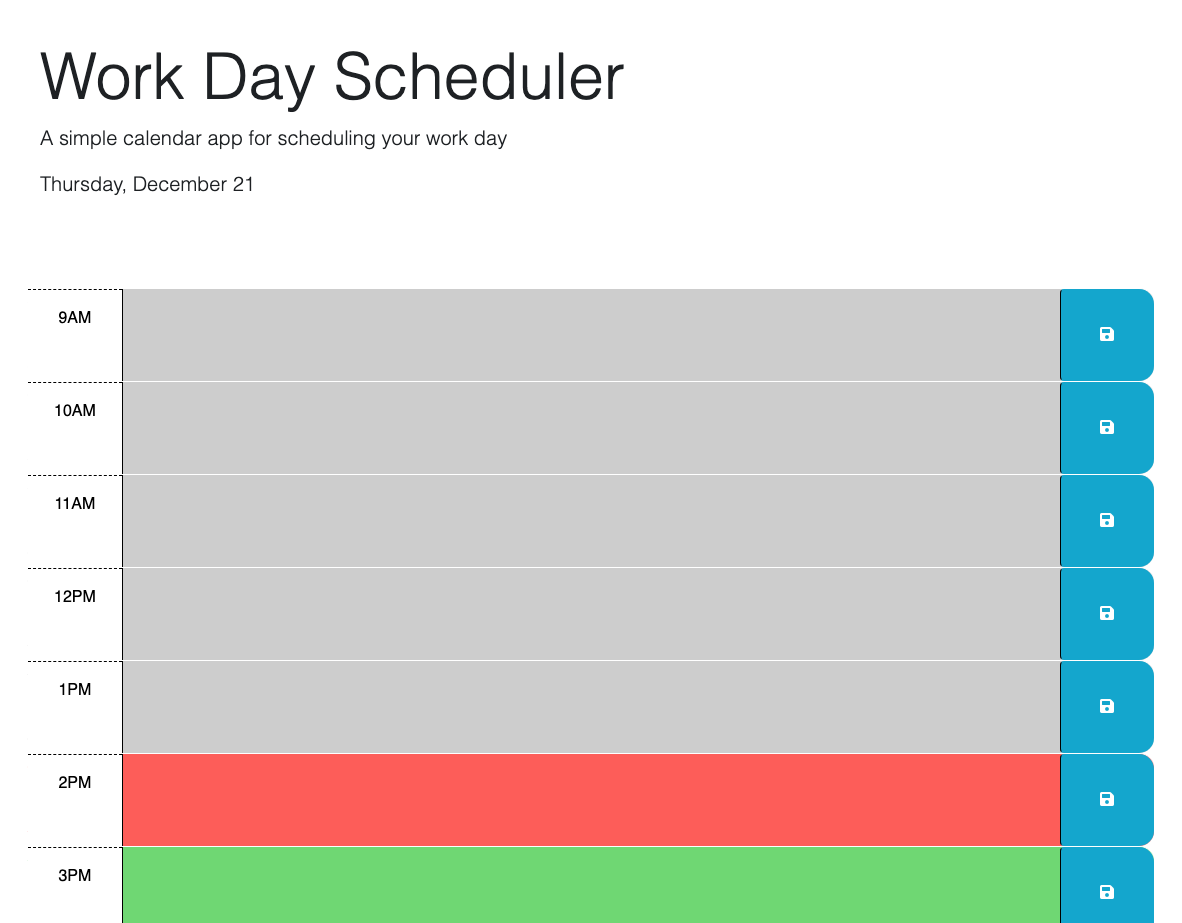 Work Day Scheduler
A simple calendar app for scheduling your work day
Thursday, December 21
9AM
10AM
11AM
12PM
1PM
2PM
3PM